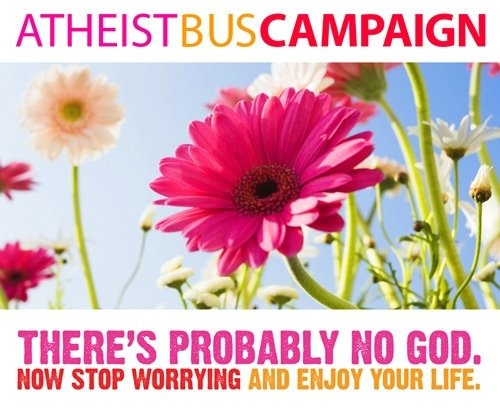 ATHEISTBUSCAMPAIGN
THERE'S PROBABLY NO GOD.
NOW STOP WORRYING AND ENJOY YOUR LIFE.